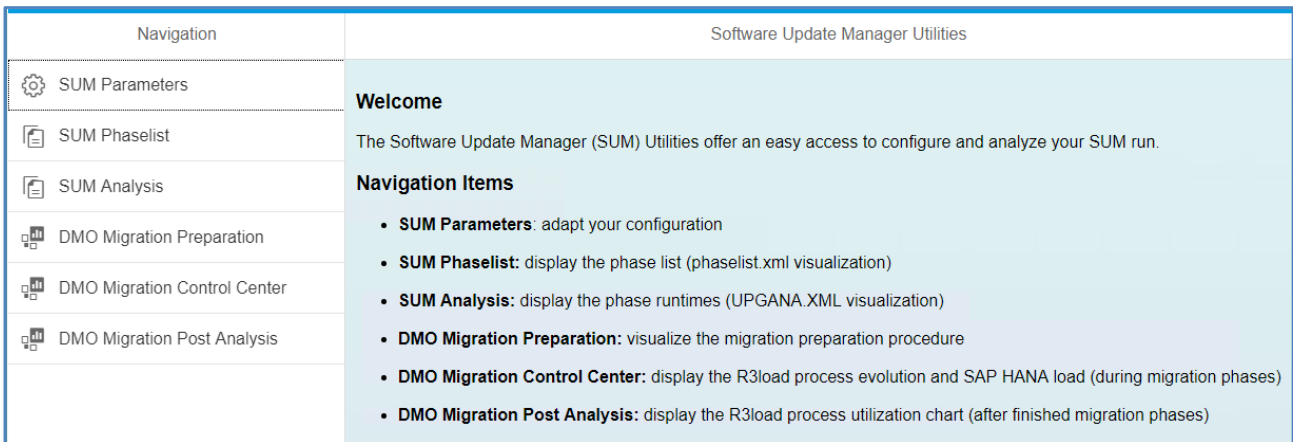 Navigation
Software Update Manager Utilities
SUM Parameters
SUM Phaselist
SUM Analysis
DMO Migration Preparation
DMO Migration Control Center
DMO Migration Post Analysis
Welcome
The Software Update Manager (SUM) Utilities offer an easy access to configure and analyze your SUM run.
Navigation Items
• SUM Parameters: adapt your configuration
• SUM Phaselist: display the phase list (phaselist.xml visualization)
• SUM Analysis: display the phase runtimes (UPGANA.XML visualization)
• DMO Migration Preparation: visualize the migration preparation procedure
• DMO Migration Control Center: display the R3load process evolution and SAP HANA load (during migration phases)
• DMO Migration Post Analysis: display the R3load process utilization chart (after finished migration phases)